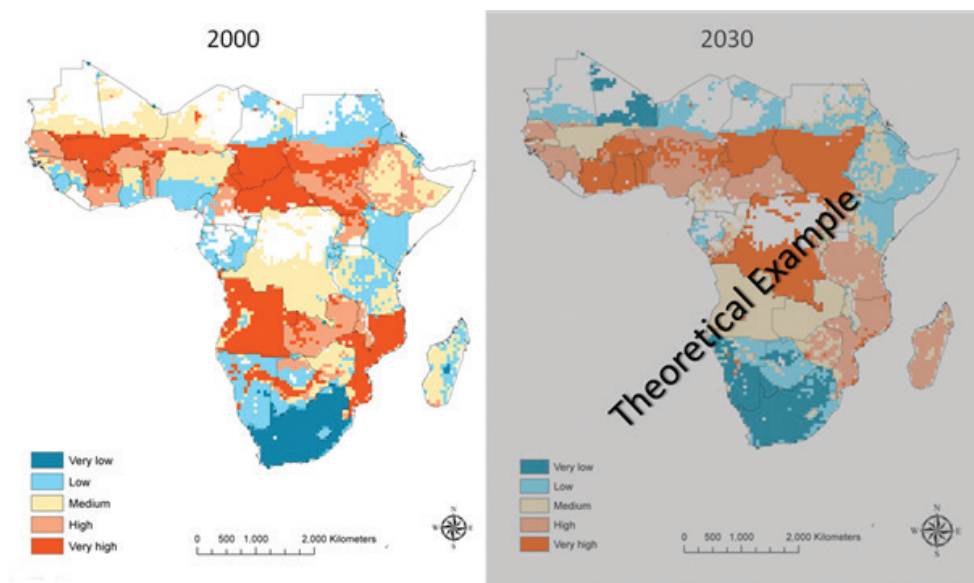 2000
Very low
Low
Medium
High
Very high
0 500 1,000 2,000 Kilometers
N
W E
S
2030
Theoretical Example
Very low
Low
Medium
High
Very high
0 500 1,000 2,000 Kilometers
N
W E
S